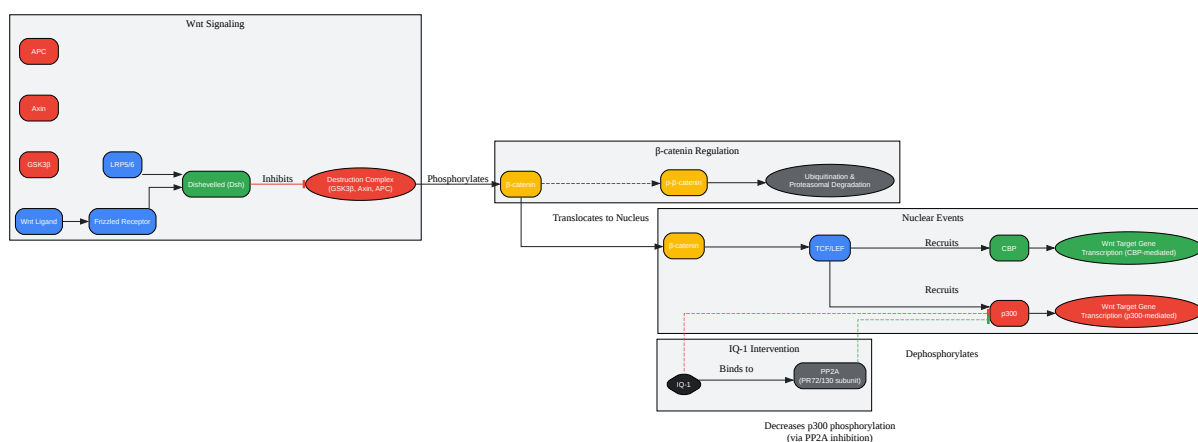 Wnt Signaling
APC
Axin
GSK3β
LRP5/6
Wnt Ligand
Frizzled Receptor
Dishevelled (Dsh)
Inhibits
Destruction Complex
(GSK3β, Axin, APC)
Phosphorylates
β-catenin Regulation
β-catenin
p-β-catenin
Ubiquitination &
Proteasomal Degradation
Translocates to Nucleus
Nuclear Events
β-catenin
TCF/LEF
Recruits
CBP
Wnt Target Gene
Transcription (CBP-mediated)
Recruits
p300
Wnt Target Gene
Transcription (p300-mediated)
IQ-1 Intervention
IQ-1
Binds to
PP2A
(PR72/130 subunit)
Dephosphorylates
Decreases p300 phosphorylation
(via PP2A inhibition)